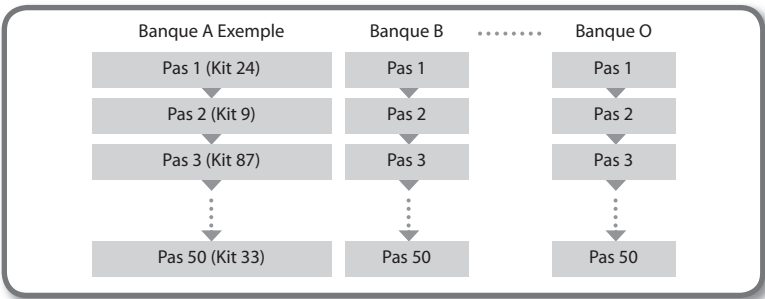 Banque A Exemple Banque B ........ Banque O
Pas 1 (Kit 24) Pas 1 Pas 1
Pas 2 (Kit 9) Pas 2 Pas 2
Pas 3 (Kit 87) Pas 3 Pas 3
Pas 50 (Kit 33) Pas 50 Pas 50